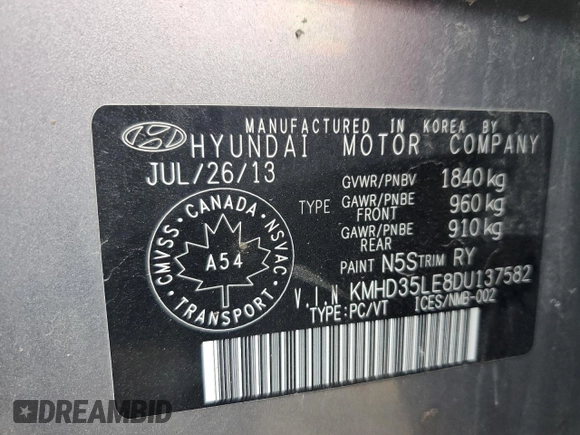 MANUFACTURED IN KOREA BY
HYUNDAI MOTOR COMPANY
JUL/26/13
GVWR/PNBV 1840 kg
TYPE
GAWR/PNBE FRONT 960 kg
GAWR/PNBE REAR 910 kg
CMVSS · CANADA · NSVAC
A54
TRANSPORT
PAINT N5S TRIM RY
V.I.N KMHD35LE8DU137582
TYPE:PC/VT ICES/NMB-002
DREAMBID